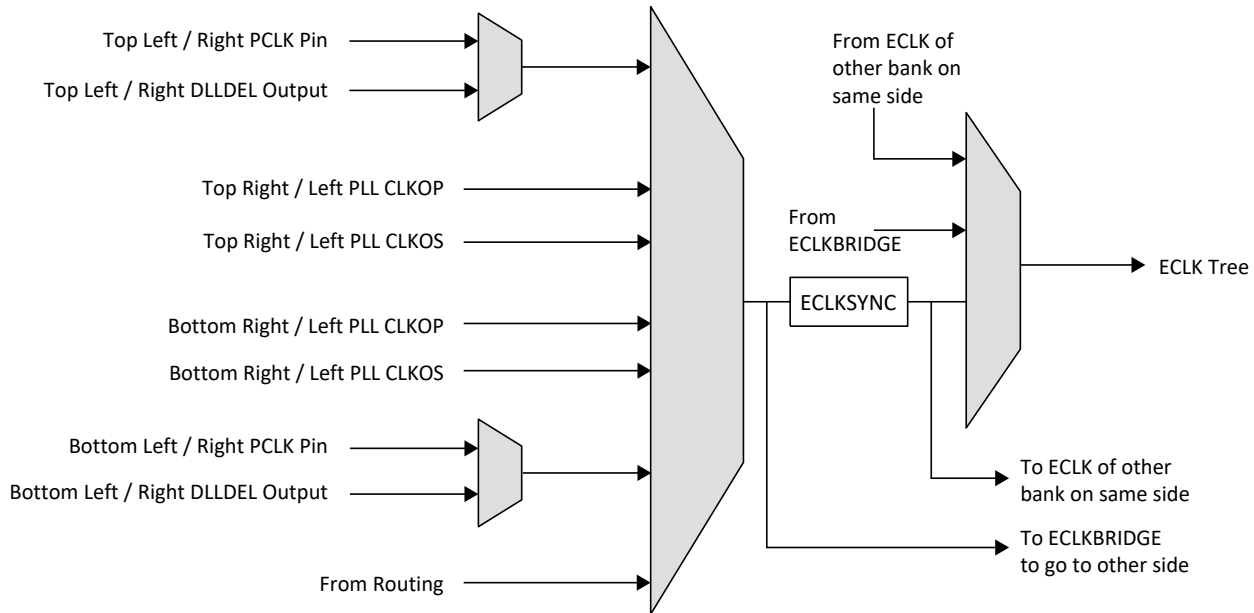 Top Left / Right PCLK Pin
Top Left / Right DLLDEL Output
Top Right / Left PLL CLKOP
Top Right / Left PLL CLKOS
Bottom Right / Left PLL CLKOP
Bottom Right / Left PLL CLKOS
Bottom Left / Right PCLK Pin
Bottom Left / Right DLLDEL Output
From Routing
From ECLK of
other bank on
same side
From
ECLKBRIDGE
ECLKSYNC
ECLK Tree
To ECLK of other
bank on same side
To ECLKBRIDGE
to go to other side